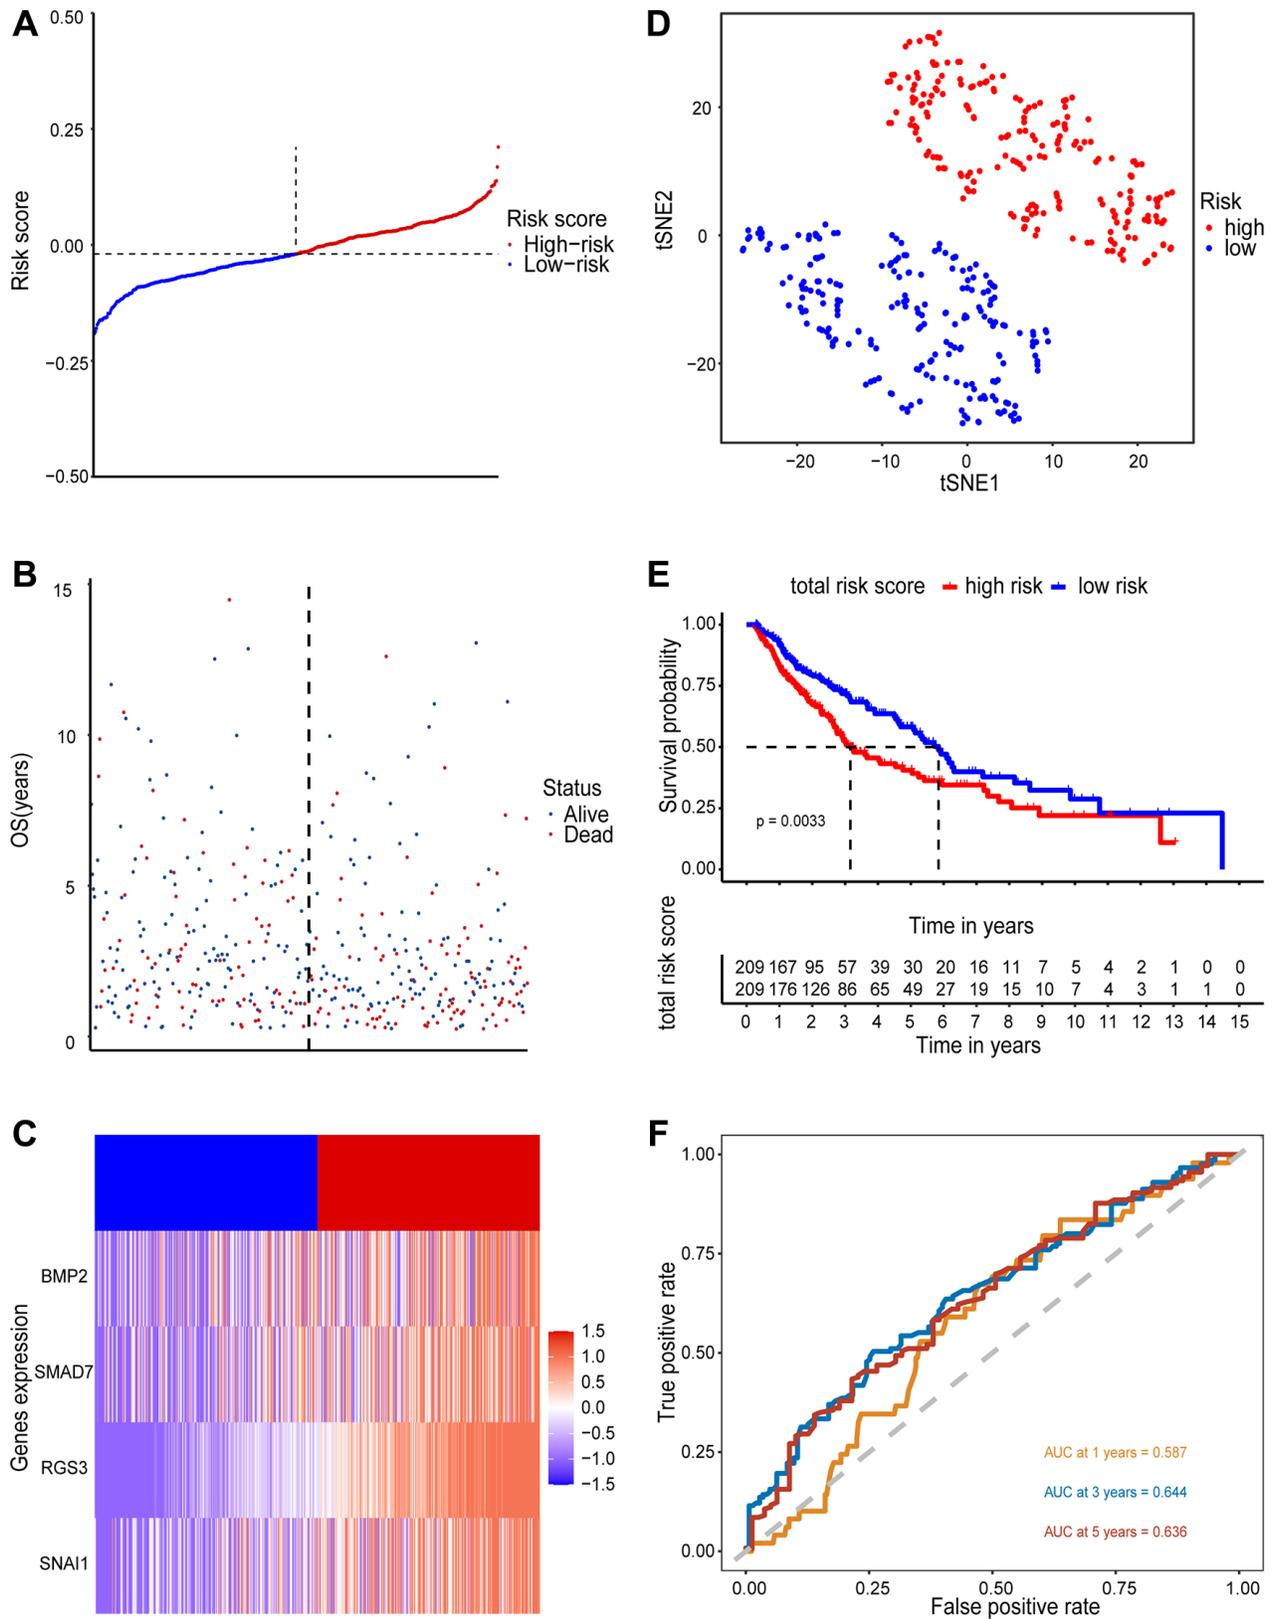 A
0.50
0.25
0.00
−0.25
−0.50
Risk score
Risk score
High−risk
Low−risk
D
20
0
−20
−20 −10 0 10 20
tSNE1
tSNE2
Risk
high
low
B
15
10
5
0
OS(years)
Status
Alive
Dead
E
total risk score high risk low risk
1.00
0.75
0.50
0.25
0.00
Survival probability
p = 0.0033
Time in years
total risk score
209 167 95 57 39 30 20 16 11 7 5 4 2 1 0 0
209 176 126 86 65 49 27 19 15 10 7 4 3 1 1 0
0 1 2 3 4 5 6 7 8 9 10 11 12 13 14 15
Time in years
C
BMP2
SMAD7
RGS3
SNAI1
Genes expression
1.5
1.0
0.5
0.0
−0.5
−1.0
−1.5
F
1.00
0.75
0.50
0.25
0.00
True positive rate
AUC at 1 years = 0.587
AUC at 3 years = 0.644
AUC at 5 years = 0.636
0.00 0.25 0.50 0.75 1.00
False positive rate